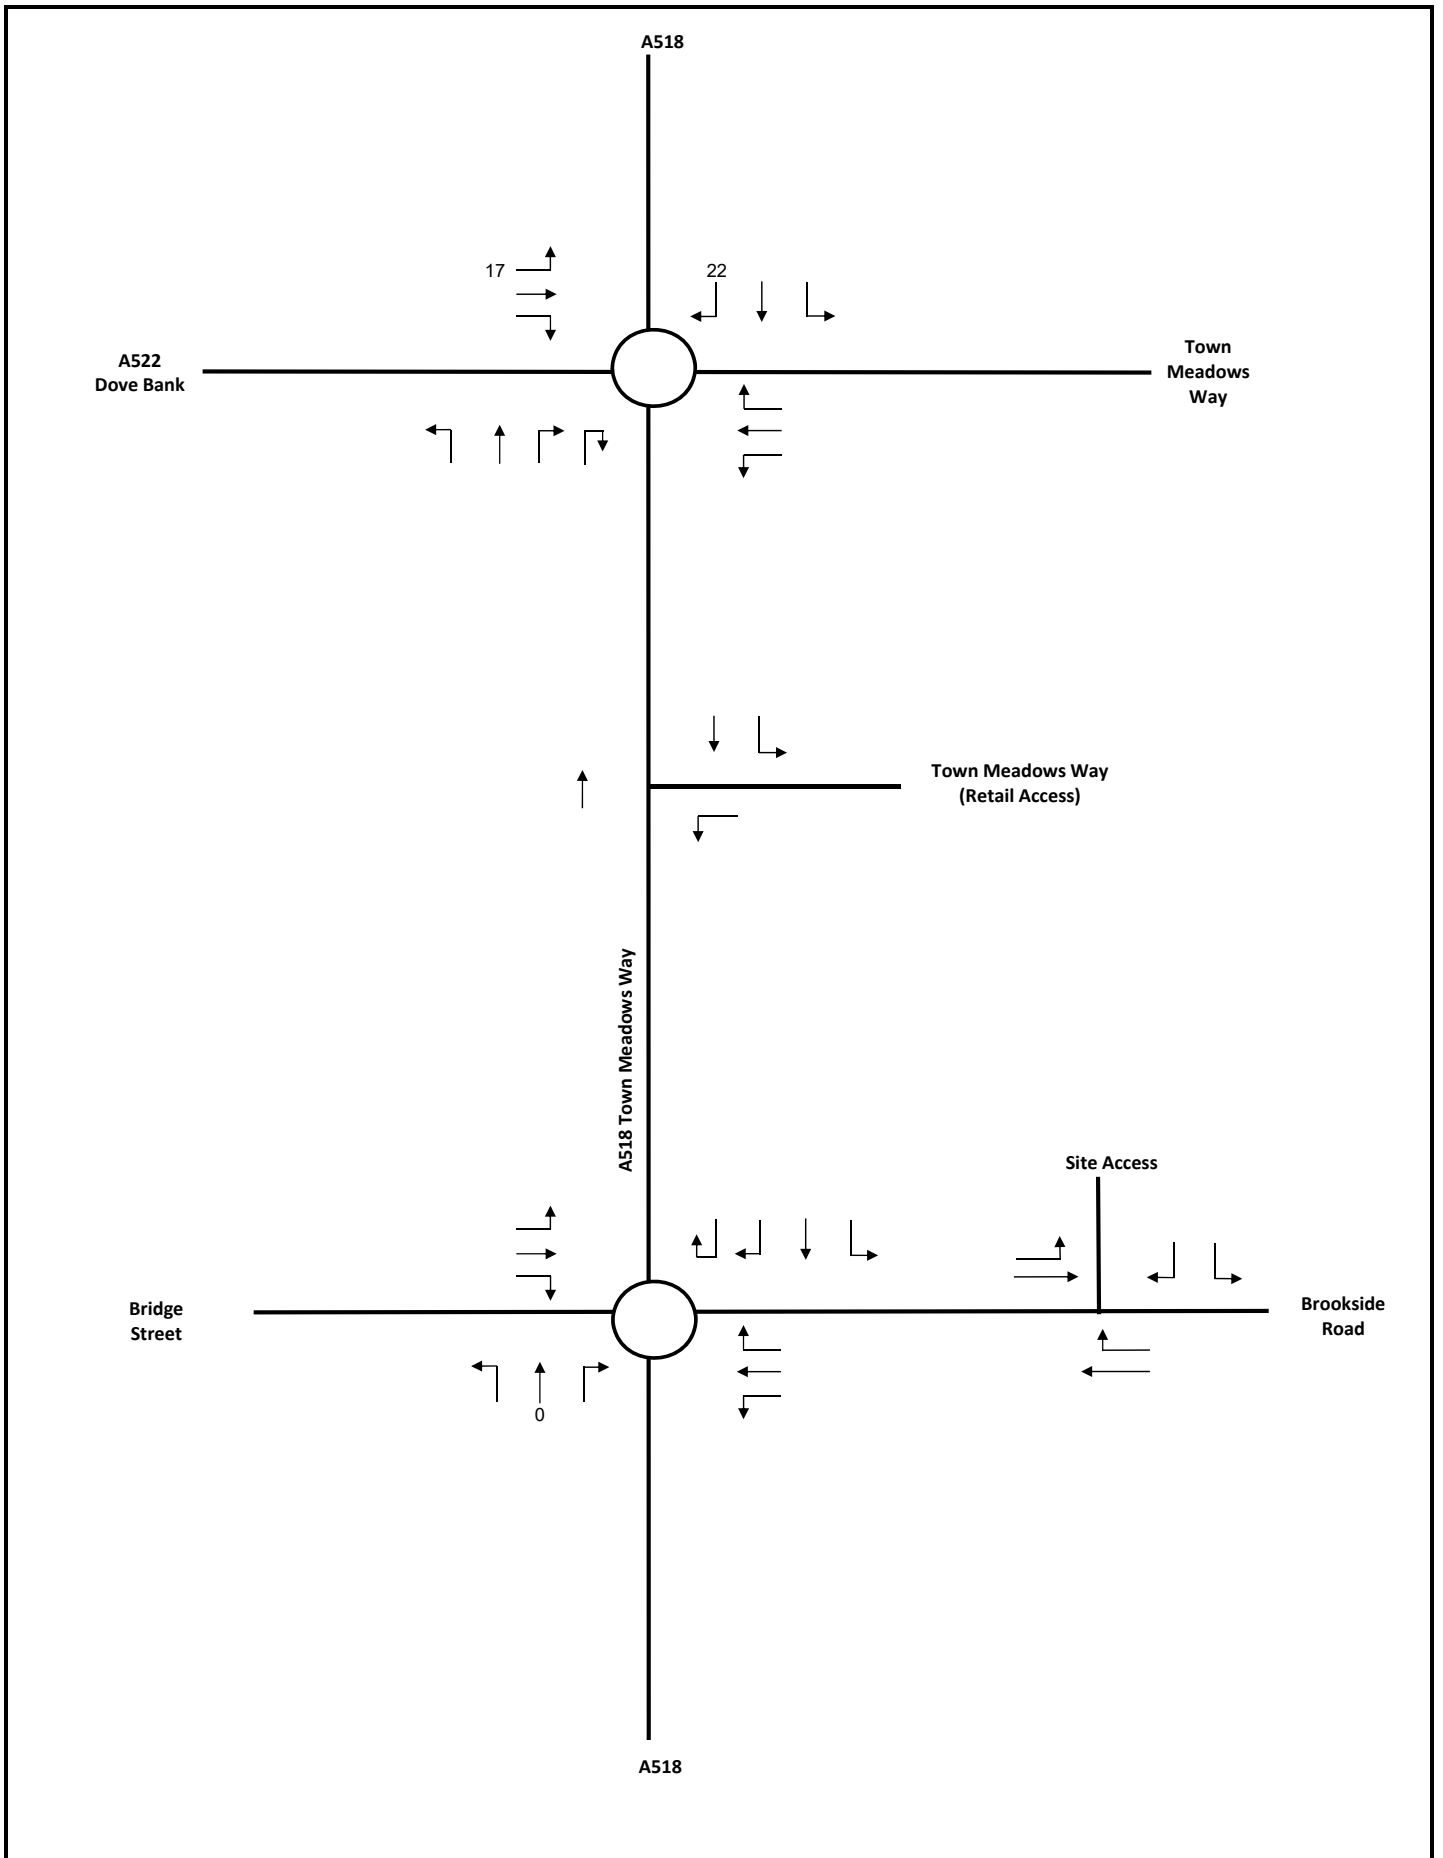 A518
17
22
A522
Dove Bank
Town
Meadows
Way
Town Meadows Way
(Retail Access)
A518 Town Meadows Way
Site Access
Bridge
Street
Brookside
Road
0
A518